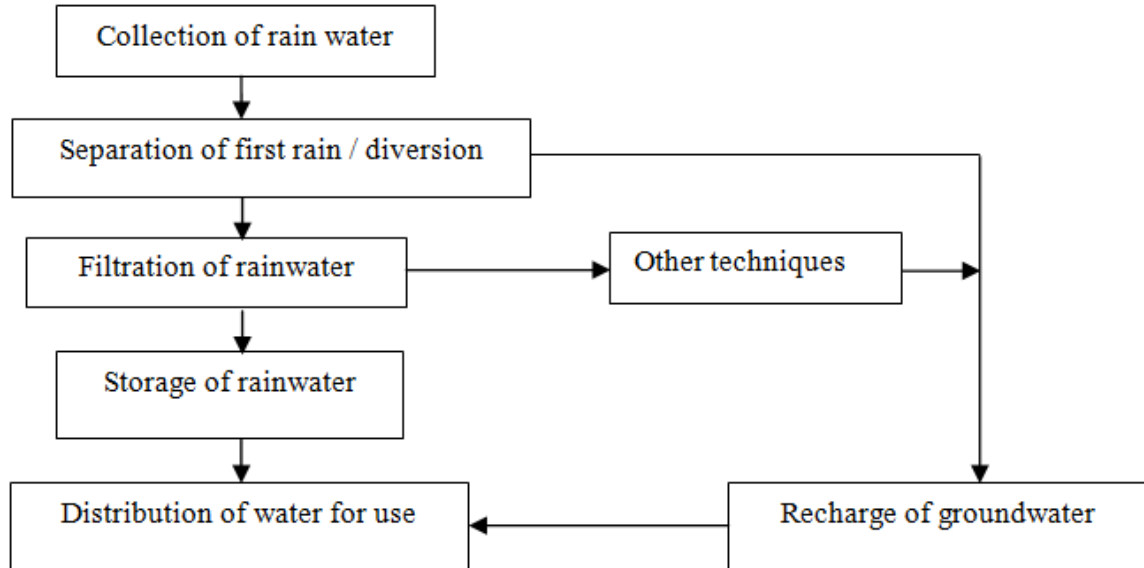 Collection of rain water
Separation of first rain / diversion
Filtration of rainwater
Other techniques
Storage of rainwater
Distribution of water for use
Recharge of groundwater